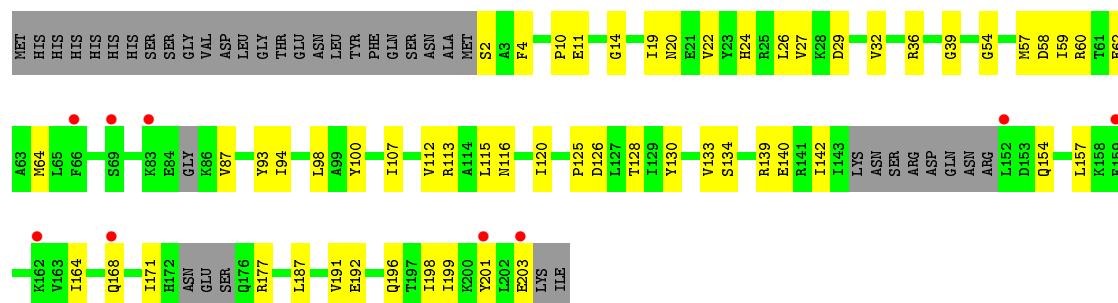 MET HIS HIS HIS HIS HIS HIS SER SER GLY VAL ASP LEU GLY THR GLU ASN LEU TYR PHE GLN SER ASN ALA MET S2 A3 F4 P10 E11 G14 I19 N20 E21 V22 Y23 H24 R25 L26 V27 K28 D29 V32 R36 G39 G54 M57 D58 I59 R60 T61
A63 M64 L65 F66 S69 K83 E84 GLY K86 V87 Y93 I94 L98 A99 Y100 I107 V112 R113 A114 L115 N116 I120 P125 D126 L127 T128 I129 Y130 V133 S134 R139 E140 R141 I142 I143 LYS ASN SER ARG ASP GLN ASN ARG L152 D153 Q154 L157 K158
K162 V163 I164 Q168 I171 H172 ASN GLU SER Q176 R177 L187 V191 E192 Q196 T197 I198 I199 K200 Y201 L202 E203 LYS ILE